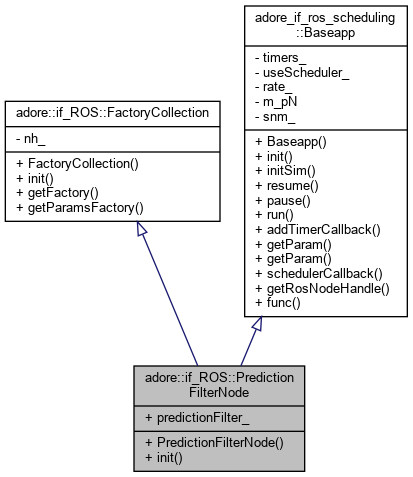 adore_if_ros_scheduling
::Baseapp
- timers_
- useScheduler_
- rate_
- m_pN
- snm_
+ Baseapp()
+ init()
+ initSim()
+ resume()
+ pause()
+ run()
+ addTimerCallback()
+ getParam()
+ getParam()
+ schedulerCallback()
+ getRosNodeHandle()
+ func()
adore::if_ROS::FactoryCollection
- nh_
+ FactoryCollection()
+ init()
+ getFactory()
+ getParamsFactory()
adore::if_ROS::Prediction
FilterNode
+ predictionFilter_
+ PredictionFilterNode()
+ init()